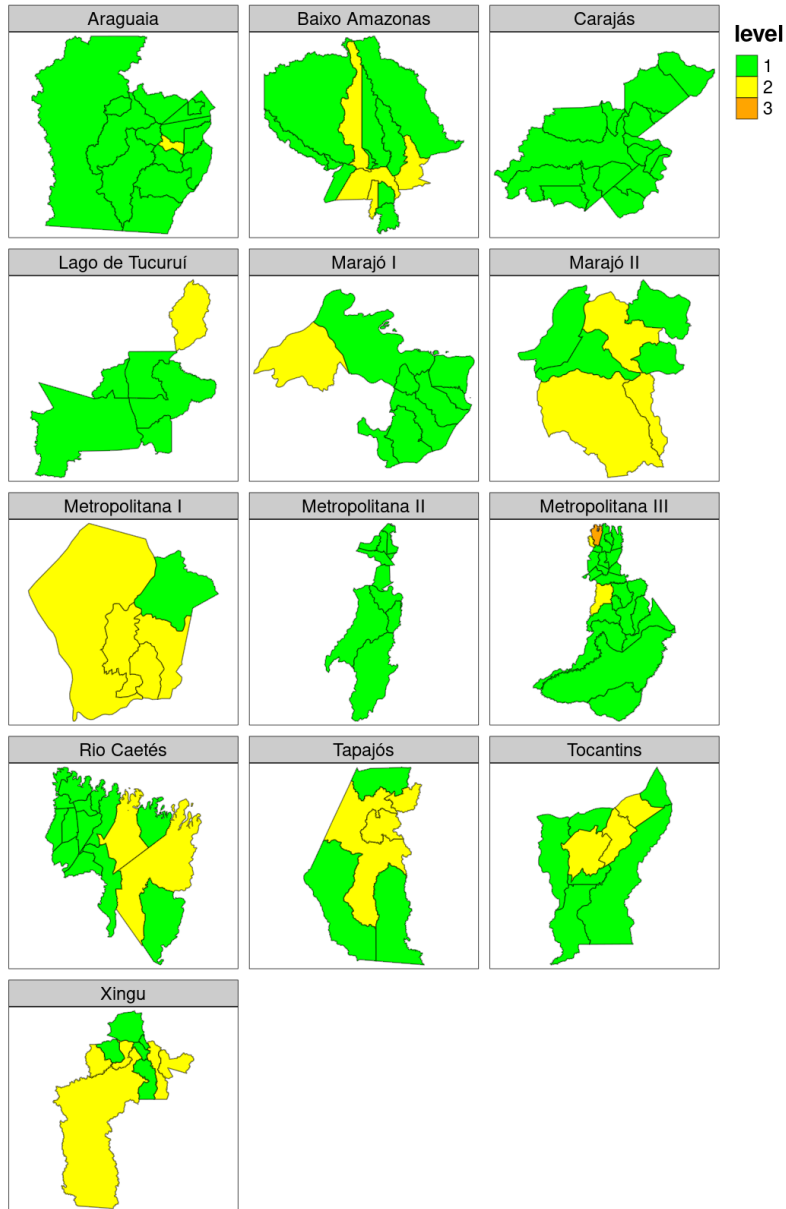 Araguaia
Baixo Amazonas
Carajás
level
1
2
3
Lago de Tucuruí
Marajó I
Marajó II
Metropolitana I
Metropolitana II
Metropolitana III
Rio Caetés
Tapajós
Tocantins
Xingu